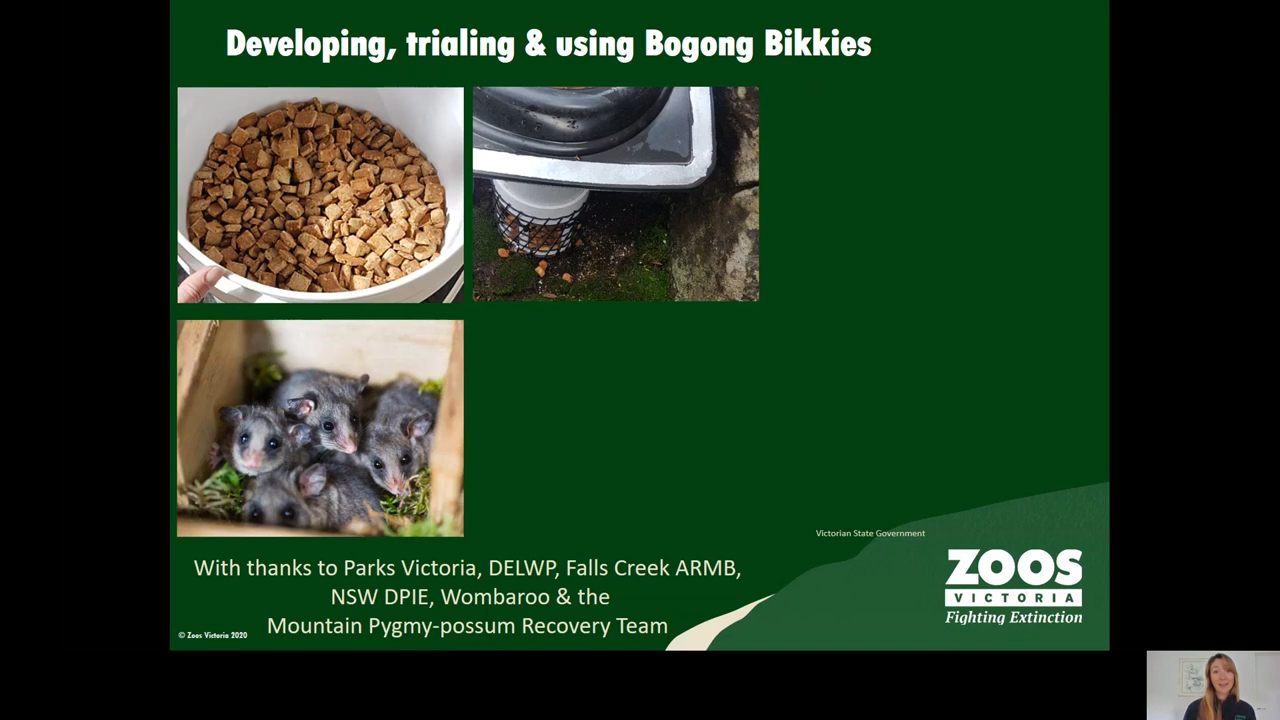 Developing, trialing & using Bogong Bikkies
Victorian State Government
With thanks to Parks Victoria, DELWP, Falls Creek ARMB,
NSW DPIE, Wombaroo & the
Mountain Pygmy-possum Recovery Team
© Zoos Victoria 2020
ZOOS
VICTORIA
Fighting Extinction